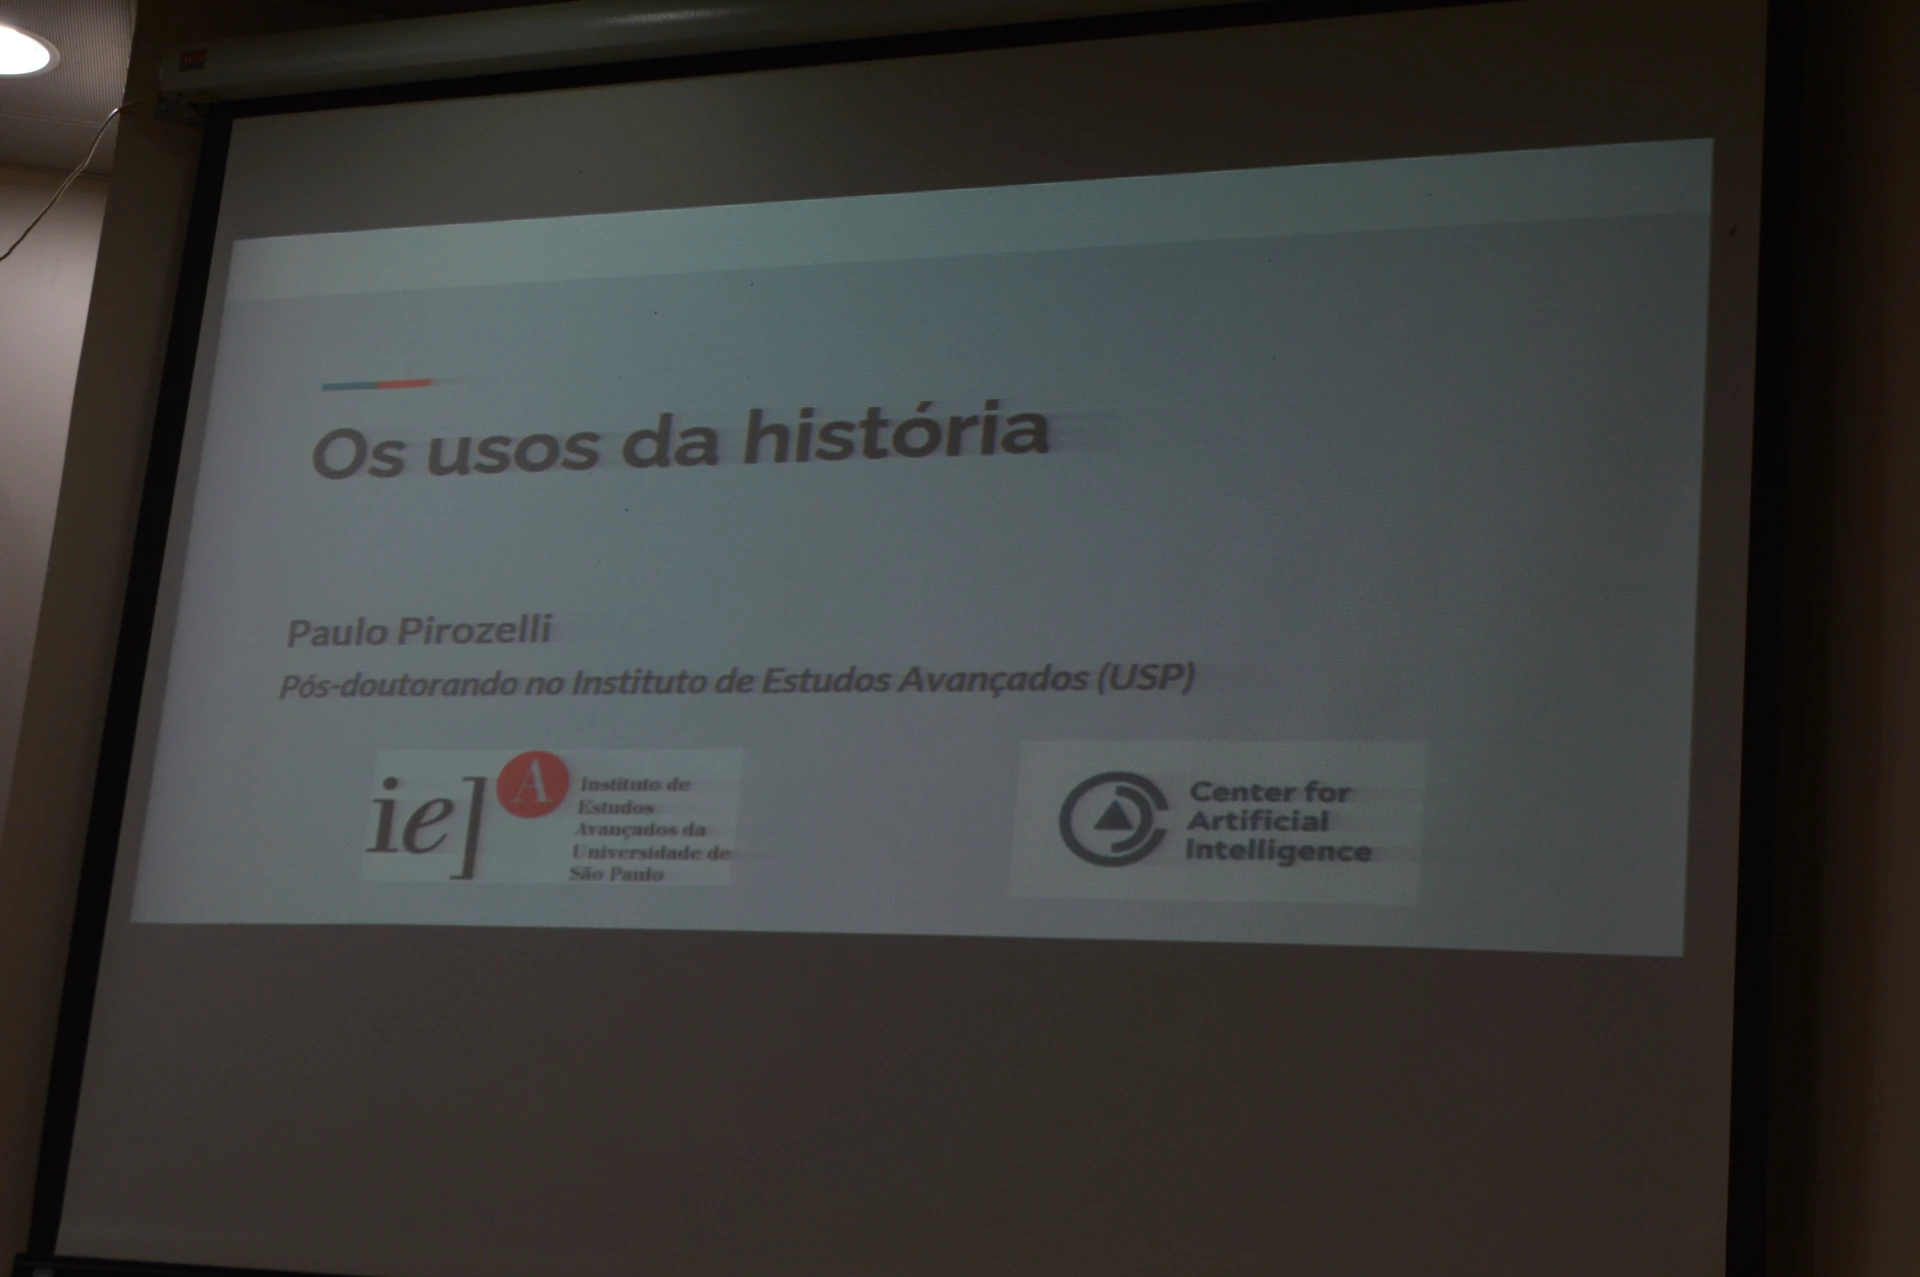 Os usos da história
Paulo Pirozelli
Pós-doutorando no Instituto de Estudos Avançados (USP)
ie]A
Instituto de
Estudos
Avançados da
Universidade de
São Paulo
Center for
Artificial
Intelligence